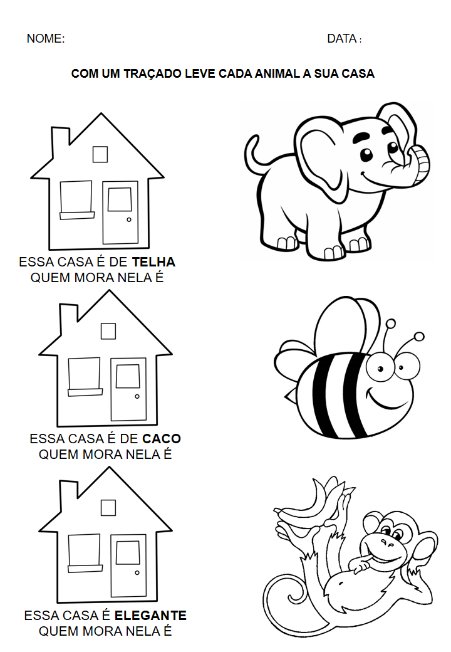 NOME: DATA :
COM UM TRAÇADO LEVE CADA ANIMAL A SUA CASA
ESSA CASA É DE TELHA
QUEM MORA NELA É
ESSA CASA É DE CACO
QUEM MORA NELA É
ESSA CASA É ELEGANTE
QUEM MORA NELA É